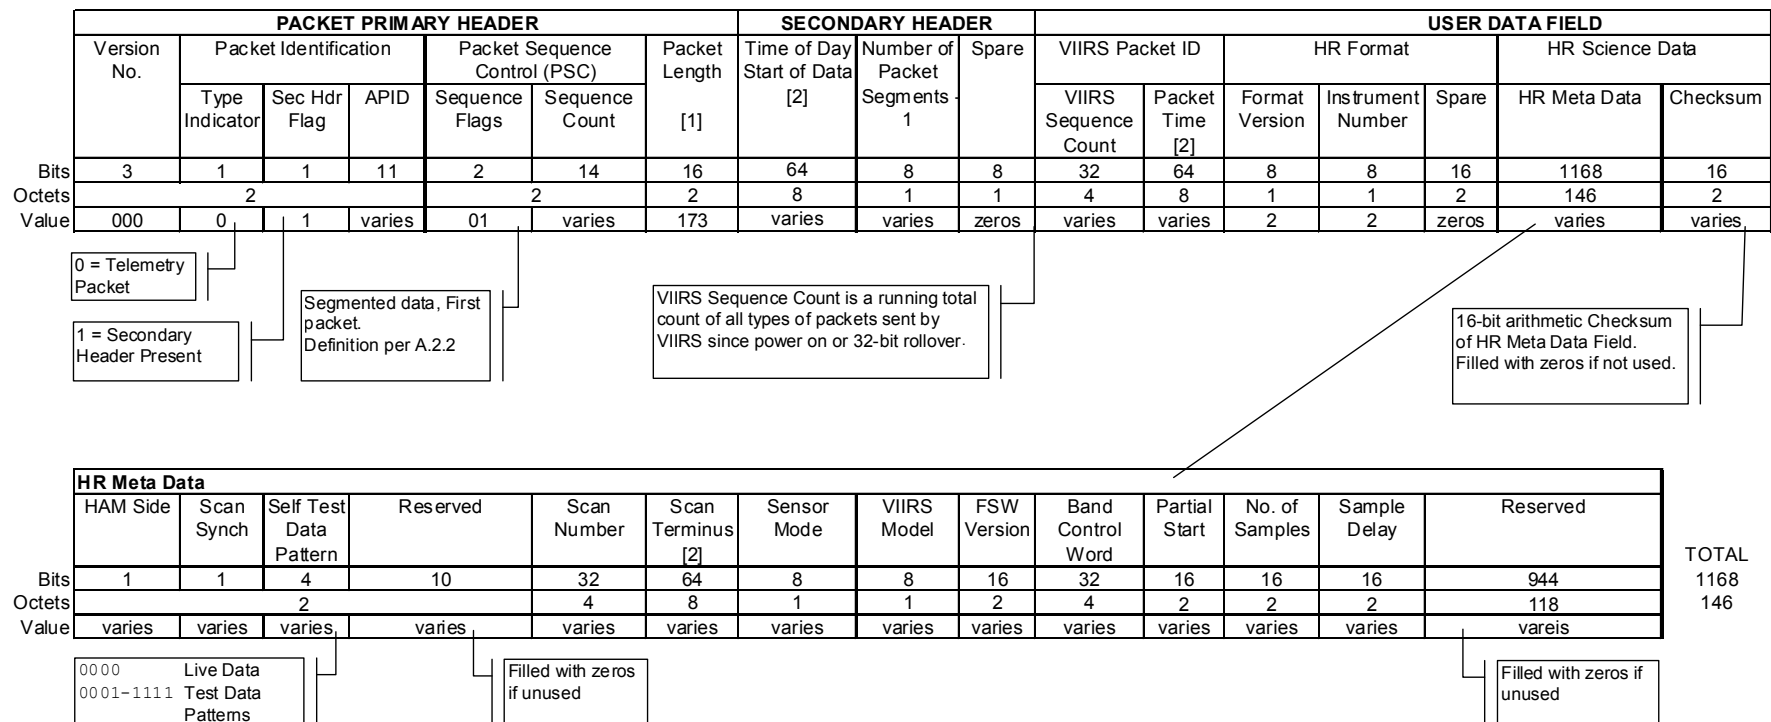 PACKET PRIMARY HEADER SECONDARY HEADER USER DATA FIELD
Version No. Packet Identification Packet Sequence Control (PSC) Packet Length [1] Time of Day Start of Data [2] Number of Packet Segments - 1 Spare VIIRS Packet ID HR Format HR Science Data
Type Indicator Sec Hdr Flag APID Sequence Flags Sequence Count VIIRS Sequence Count Packet Time [2] Format Version Instrument Number Spare HR Meta Data Checksum
Bits 3 1 1 11 2 14 16 64 8 8 32 64 8 8 16 1168 16
Octets 2 2 2 8 1 1 4 8 1 1 2 146 2
Value 000 0 1 varies 01 varies 173 varies varies zeros varies varies 2 2 zeros varies varies
0 = Telemetry
Packet
1 = Secondary
Header Present
Segmented data, First
packet.
Definition per A.2.2
VIIRS Sequence Count is a running total
count of all types of packets sent by
VIIRS since power on or 32-bit rollover.
16-bit arithmetic Checksum
of HR Meta Data Field.
Filled with zeros if not used.
HR Meta Data
HAM Side Scan Synch Self Test Data Pattern Reserved Scan Number Scan Terminus [2] Sensor Mode VIIRS Model FSW Version Band Control Word Partial Start No. of Samples Sample Delay Reserved TOTAL
Bits 1 1 4 10 32 64 8 8 16 32 16 16 16 944 1168
Octets 2 4 8 1 1 2 4 2 2 2 118 146
Value varies varies varies varies varies varies varies varies varies varies varies varies varies vareis
0000 Live Data
0001-1111 Test Data
Patterns
Filled with zeros
if unused
Filled with zeros if
unused